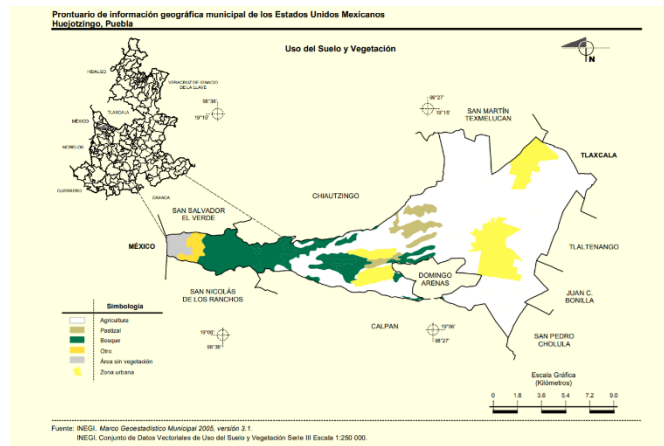 Prontuario de información geográfica municipal de los Estados Unidos Mexicanos
Huejotzingo, Puebla
Uso del Suelo y Vegetación
N
HIDALGO
VERACRUZ DE IGNACIO
DE LA LLAVE
TLAXCALA
MÉXICO
MORELOS
GUERRERO
OAXACA
98°38'
19°15'
98°27'
19°15'
SAN MARTÍN
TEXMELUCAN
TLAXCALA
CHIAUTZINGO
SAN SALVADOR
EL VERDE
MÉXICO
TLALTENANGO
DOMINGO
ARENAS
SAN NICOLÁS
DE LOS RANCHOS
JUAN C.
BONILLA
CALPAN
SAN PEDRO
CHOLULA
19°06'
98°38'
19°06'
98°27'
Simbología
Agricultura
Pastizal
Bosque
Otro
Área sin vegetación
Zona urbana
Escala Gráfica
(Kilómetros)
0 1.8 3.6 5.4 7.2 9.0
Fuente: INEGI. Marco Geoestadístico Municipal 2005, versión 3.1.
INEGI. Conjunto de Datos Vectoriales de Uso del Suelo y Vegetación Serie III Escala 1:250 000.